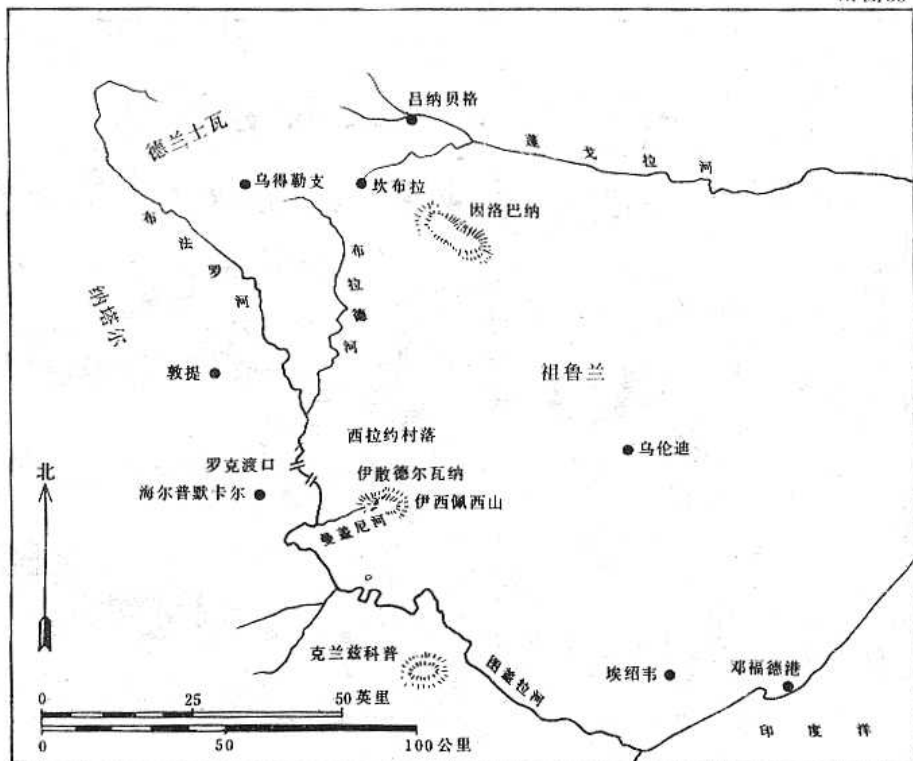 吕纳贝格
德兰士瓦
蓬戈拉河
乌得勒支
坎布拉
因洛巴纳
布法罗河
布拉德河
纳塔尔
祖鲁兰
敦提
西拉约村落
乌伦迪
罗克渡口
伊散德尔瓦纳
北
海尔普默卡尔
伊西佩西山
曼盖尼河
克兰兹科普
图盖拉河
埃绍韦
邓福德港
0 25 50英里
印度洋
0 50 100公里